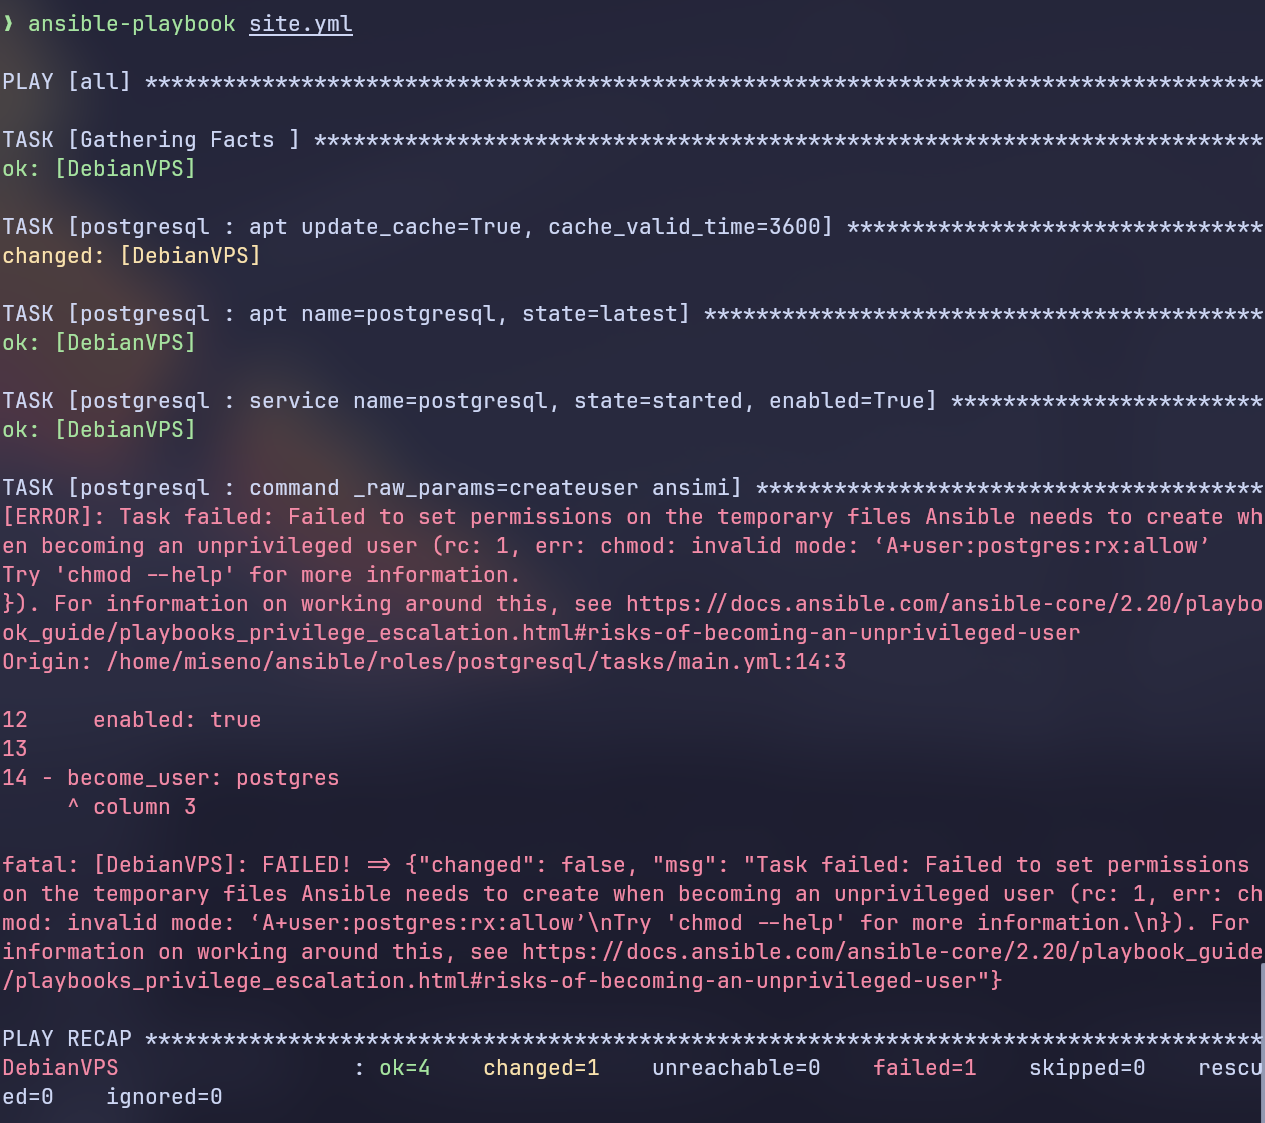 ❱ ansible-playbook site.yml
PLAY [all] **************************************************************************************
TASK [Gathering Facts ] *************************************************************************
ok: [DebianVPS]
TASK [postgresql : apt update_cache=True, cache_valid_time=3600] ********************************
changed: [DebianVPS]
TASK [postgresql : apt name=postgresql, state=latest] *******************************************
ok: [DebianVPS]
TASK [postgresql : service name=postgresql, state=started, enabled=True] ************************
ok: [DebianVPS]
TASK [postgresql : command _raw_params=createuser ansimi] ***************************************
[ERROR]: Task failed: Failed to set permissions on the temporary files Ansible needs to create wh
en becoming an unprivileged user (rc: 1, err: chmod: invalid mode: ‘A+user:postgres:rx:allow’
Try 'chmod --help' for more information.
}). For information on working around this, see https://docs.ansible.com/ansible-core/2.20/playbo
ok_guide/playbooks_privilege_escalation.html#risks-of-becoming-an-unprivileged-user
Origin: /home/miseno/ansible/roles/postgresql/tasks/main.yml:14:3
12     enabled: true
13
14 - become_user: postgres
     ^ column 3
fatal: [DebianVPS]: FAILED! => {"changed": false, "msg": "Task failed: Failed to set permissions
on the temporary files Ansible needs to create when becoming an unprivileged user (rc: 1, err: ch
mod: invalid mode: ‘A+user:postgres:rx:allow’\nTry 'chmod --help' for more information.\n}). For
information on working around this, see https://docs.ansible.com/ansible-core/2.20/playbook_guide
/playbooks_privilege_escalation.html#risks-of-becoming-an-unprivileged-user"}
PLAY RECAP **************************************************************************************
DebianVPS                  : ok=4    changed=1    unreachable=0    failed=1    skipped=0    rescu
ed=0    ignored=0